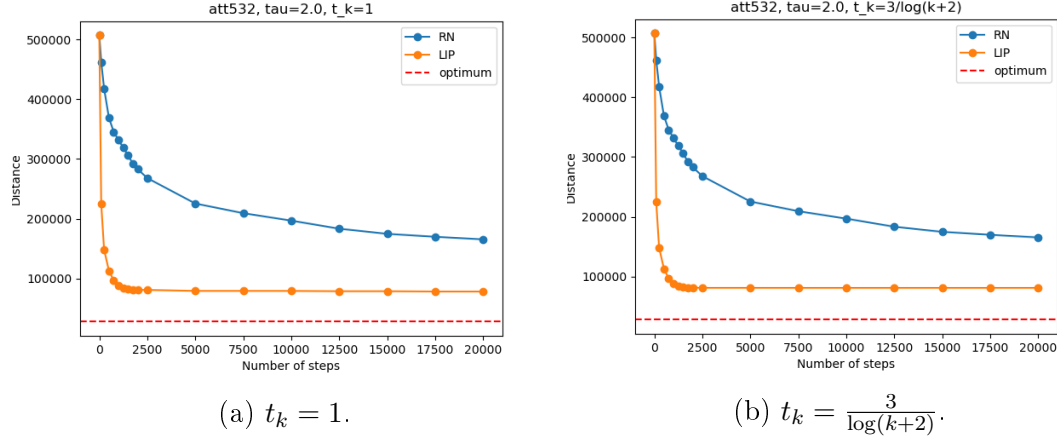 att532, tau=2.0, t_k=1
500000
400000
300000
200000
100000
Distance
RN
LIP
optimum
0 2500 5000 7500 10000 12500 15000 17500 20000
Number of steps
(a) t_k = 1.
att532, tau=2.0, t_k=3/log(k+2)
500000
400000
300000
200000
100000
Distance
RN
LIP
optimum
0 2500 5000 7500 10000 12500 15000 17500 20000
Number of steps
(b) t_k = 3/log(k+2).